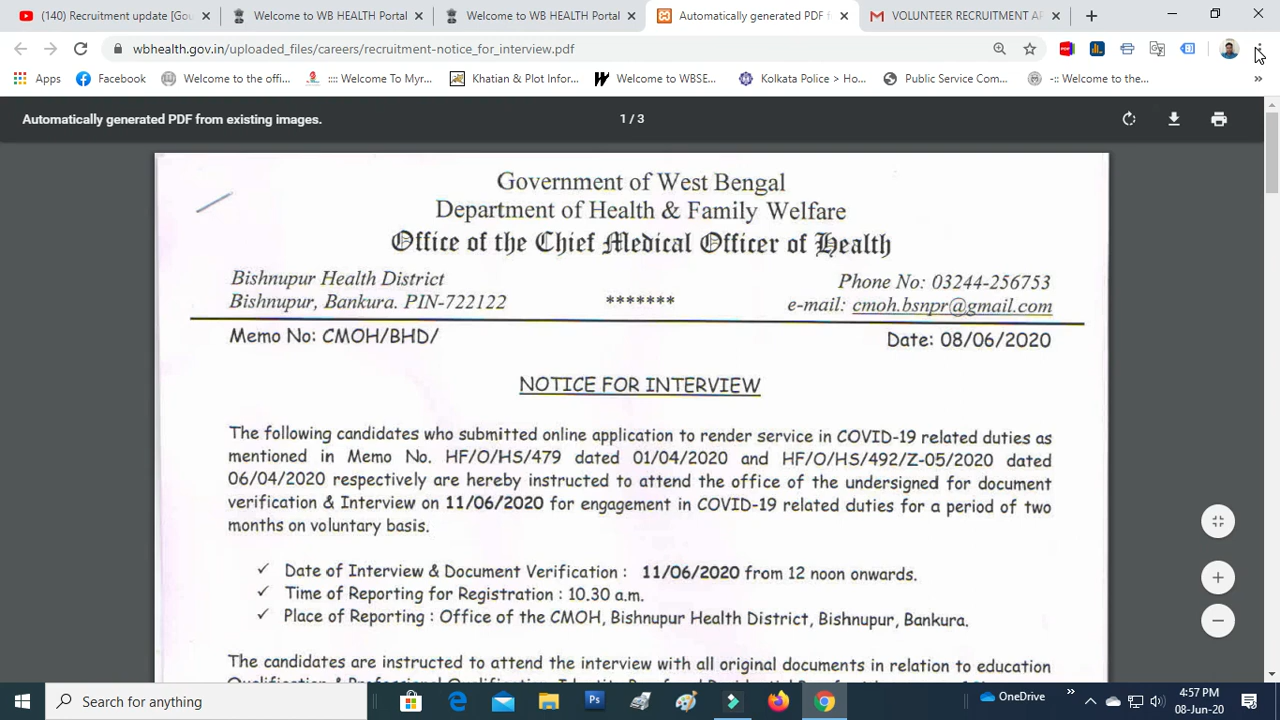 (140) Recruitment update [Gov
Welcome to WB HEALTH Portal
Welcome to WB HEALTH Portal
Automatically generated PDF f
VOLUNTEER RECRUITMENT AP
wbhealth.gov.in/uploaded_files/careers/recruitment-notice_for_interview.pdf
Apps
Facebook
Welcome to the offi...
:::: Welcome To Myr...
Khatian & Plot Infor...
Welcome to WBSE...
Kolkata Police > Ho...
Public Service Com...
-:: Welcome to the...
»
Automatically generated PDF from existing images.
1 / 3
Government of West Bengal
Department of Health & Family Welfare
Office of the Chief Medical Officer of Health
Bishnupur Health District
Phone No: 03244-256753
Bishnupur, Bankura. PIN-722122
*******
e-mail: cmoh.bsnpr@gmail.com
Memo No: CMOH/BHD/
Date: 08/06/2020
NOTICE FOR INTERVIEW
The following candidates who submitted online application to render service in COVID-19 related duties as
mentioned in Memo No. HF/O/HS/479 dated 01/04/2020 and HF/O/HS/492/Z-05/2020 dated
06/04/2020 respectively are hereby instructed to attend the office of the undersigned for document
verification & Interview on 11/06/2020 for engagement in COVID-19 related duties for a period of two
months on voluntary basis.
✓ Date of Interview & Document Verification : 11/06/2020 from 12 noon onwards.
✓ Time of Reporting for Registration : 10.30 a.m.
✓ Place of Reporting : Office of the CMOH, Bishnupur Health District, Bishnupur, Bankura.
The candidates are instructed to attend the interview with all original documents in relation to education
Search for anything
Ps
OneDrive
»
4:57 PM
08-Jun-20